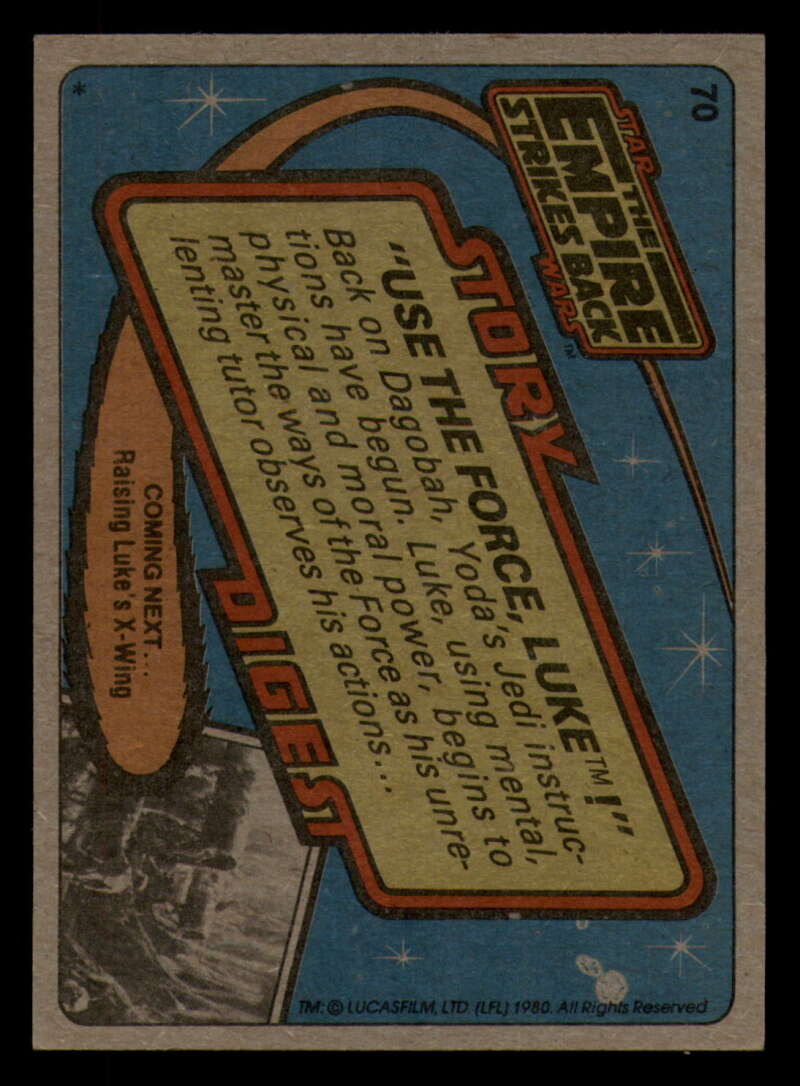 70
STAR
THE
EMPIRE
STRIKES BACK
WARS™
STORY
"USE THE FORCE, LUKE™!"
Yoda's Jedi instruc-
Back on Dagobah, Luke, using mental,
tions have begun.
physical and moral power, begins to
master the ways of the Force as his unre-
lenting tutor observes his actions...
DIGEST
COMING NEXT...
Raising Luke's X-Wing
*
TM: © LUCASFILM, LTD. (LFL) 1980. All Rights Reserved